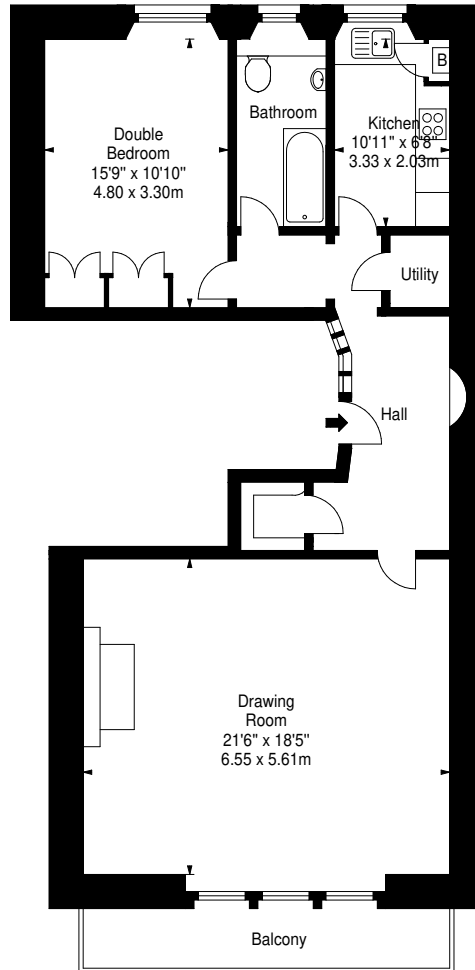 B
Bathroom
Double
Bedroom
15'9" x 10'10"
4.80 x 3.30m
Kitchen
10'11" x 6'8"
3.33 x 2.03m
Utility
Hall
Drawing
Room
21'6" x 18'5"
6.55 x 5.61m
Balcony